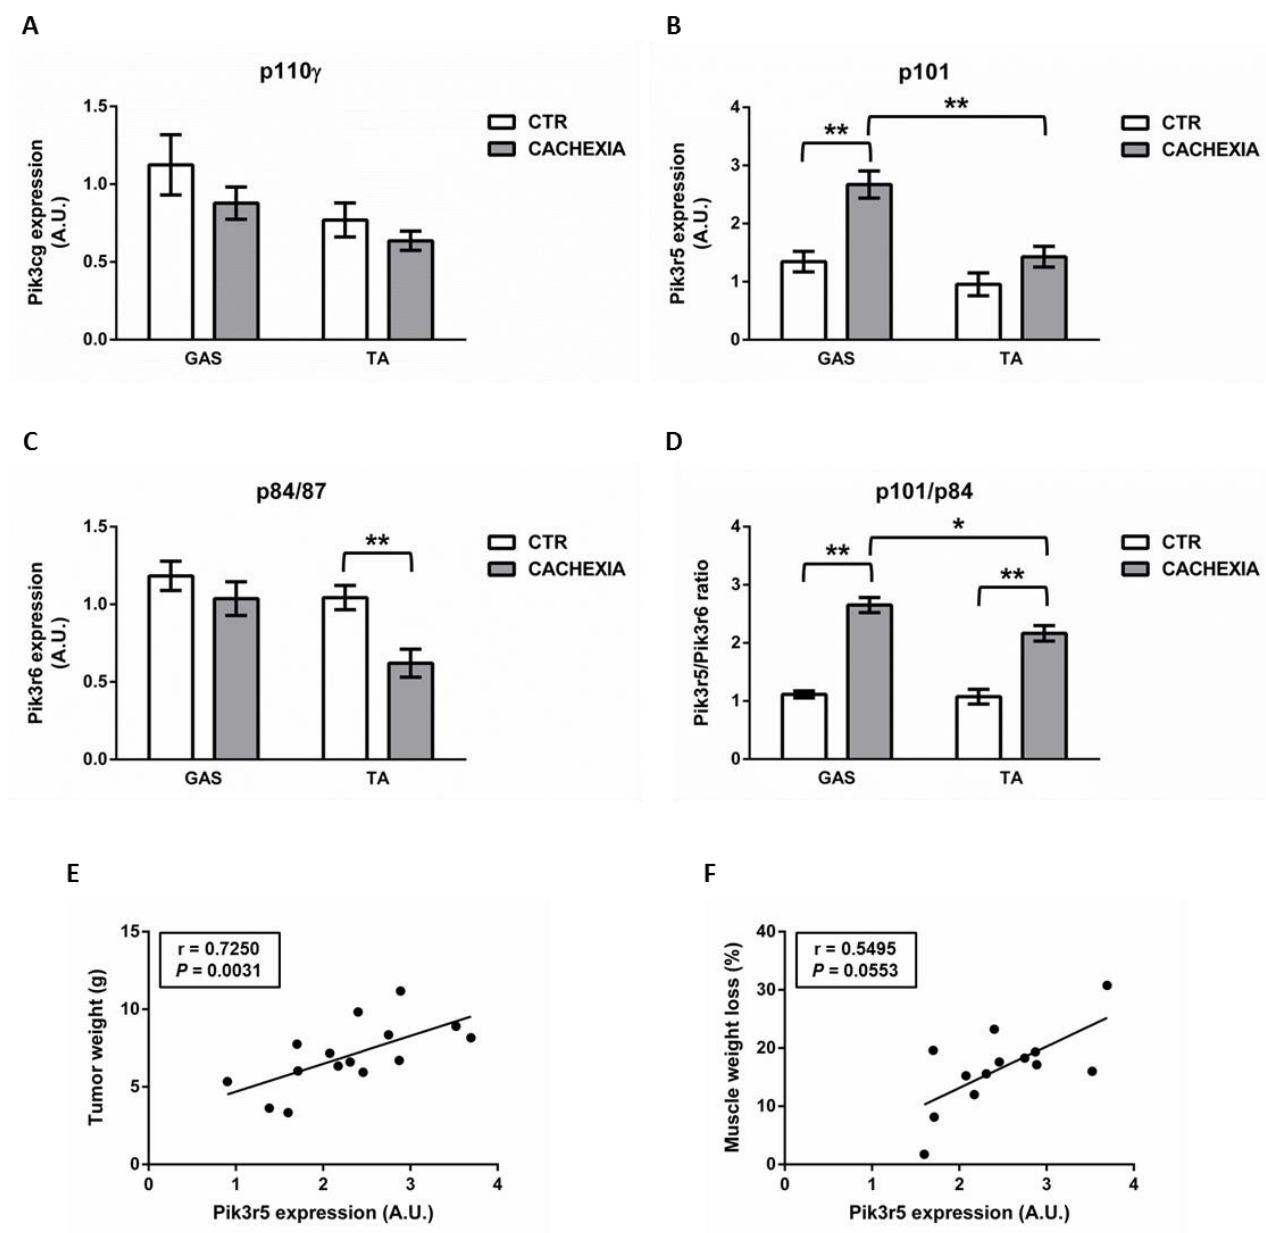 A
p110γ
Pik3cg expression
(A.U.)
1.5
1.0
0.5
0.0
GAS
TA
CTR
CACHEXIA
B
p101
Pik3r5 expression
(A.U.)
4
3
2
1
0
**
**
GAS
TA
CTR
CACHEXIA
C
p84/87
Pik3r6 expression
(A.U.)
1.5
1.0
0.5
0.0
**
GAS
TA
CTR
CACHEXIA
D
p101/p84
Pik3r5/Pik3r6 ratio
4
3
2
1
0
**
*
**
GAS
TA
CTR
CACHEXIA
E
Tumor weight (g)
15
10
5
0
r = 0.7250
P = 0.0031
0 1 2 3 4
Pik3r5 expression (A.U.)
F
Muscle weight loss (%)
40
30
20
10
0
r = 0.5495
P = 0.0553
0 1 2 3 4
Pik3r5 expression (A.U.)